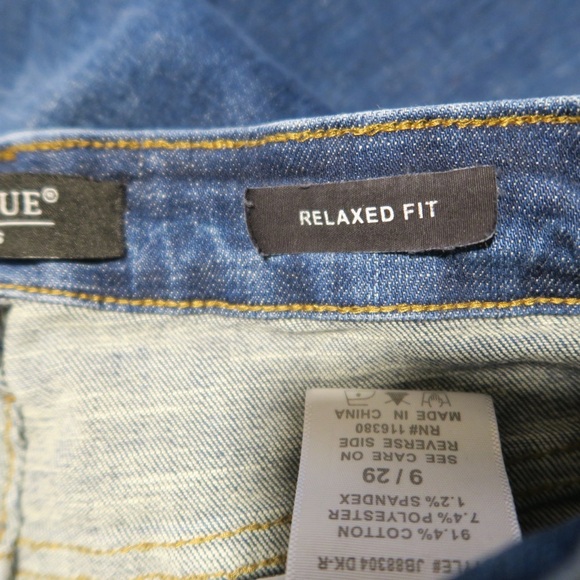 UE®
S
RELAXED FIT
STYLE# JB88304 DK-R
91.4% COTTON
7.4% POLYESTER
1.2% SPANDEX
9 / 29
SEE CARE ON
REVERSE SIDE
RN# 116380
MADE IN CHINA